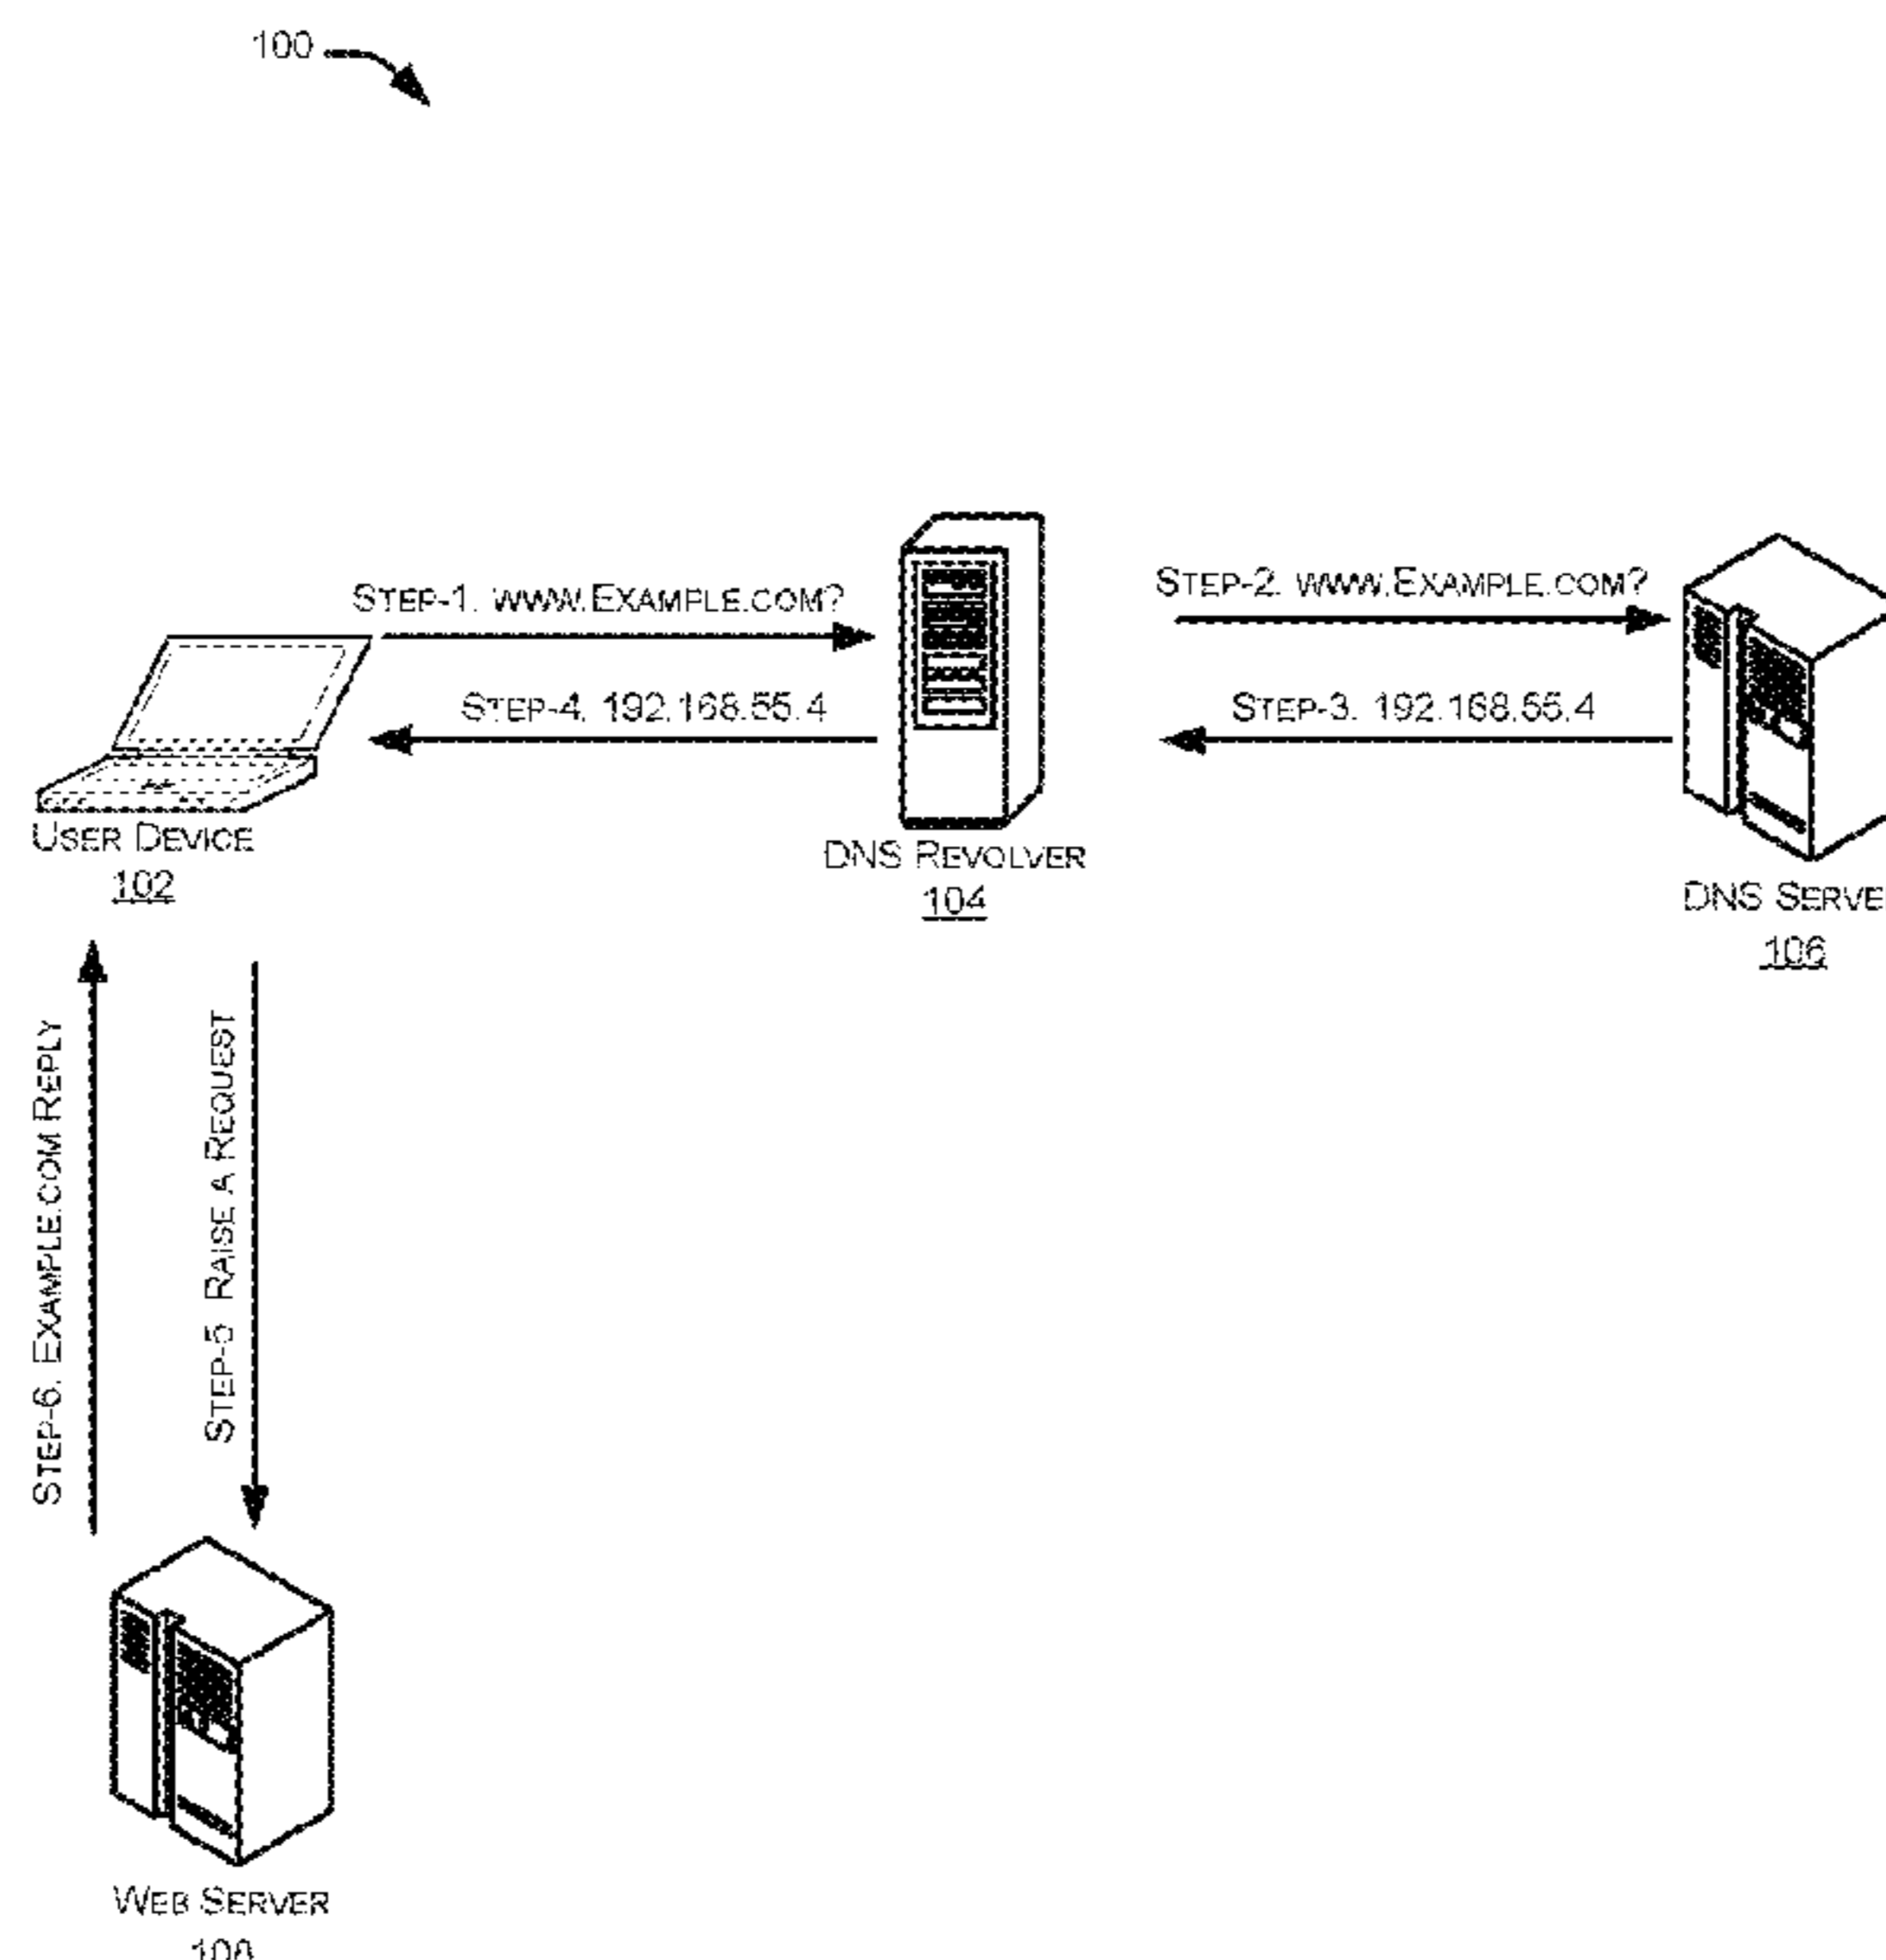 100
STEP-1. WWW.EXAMPLE.COM?
STEP-2. WWW.EXAMPLE.COM?
STEP-4. 192.168.55.4
STEP-3. 192.168.55.4
USER DEVICE
102
DNS REVOLVER
104
DNS SERVE
106
STEP-6. EXAMPLE.COM REPLY
STEP-5 RAISE A REQUEST
WEB SERVER
108